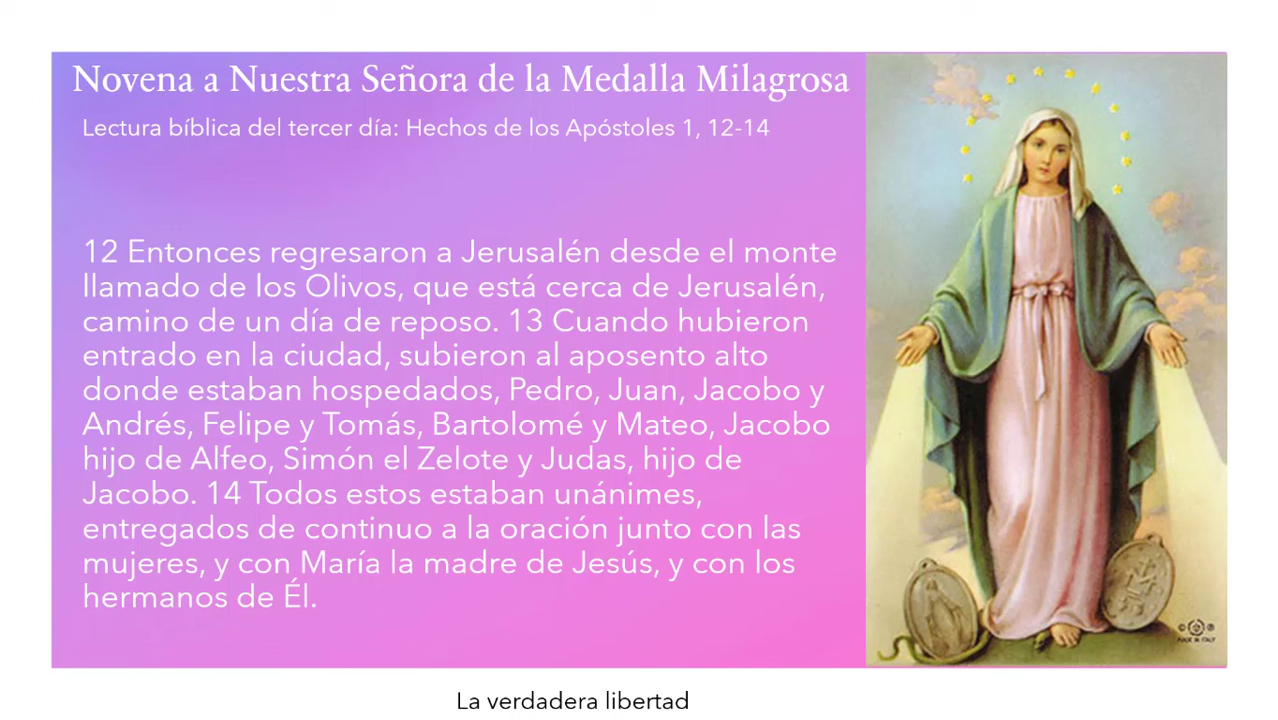 Novena a Nuestra Señora de la Medalla Milagrosa
Lectura bíblica del tercer día: Hechos de los Apóstoles 1, 12-14
12 Entonces regresaron a Jerusalén desde el monte
llamado de los Olivos, que está cerca de Jerusalén,
camino de un día de reposo. 13 Cuando hubieron
entrado en la ciudad, subieron al aposento alto
donde estaban hospedados, Pedro, Juan, Jacobo y
Andrés, Felipe y Tomás, Bartolomé y Mateo, Jacobo
hijo de Alfeo, Simón el Zelote y Judas, hijo de
Jacobo. 14 Todos estos estaban unánimes,
entregados de continuo a la oración junto con las
mujeres, y con María la madre de Jesús, y con los
hermanos de Él.
MADE IN ITALY
La verdadera libertad